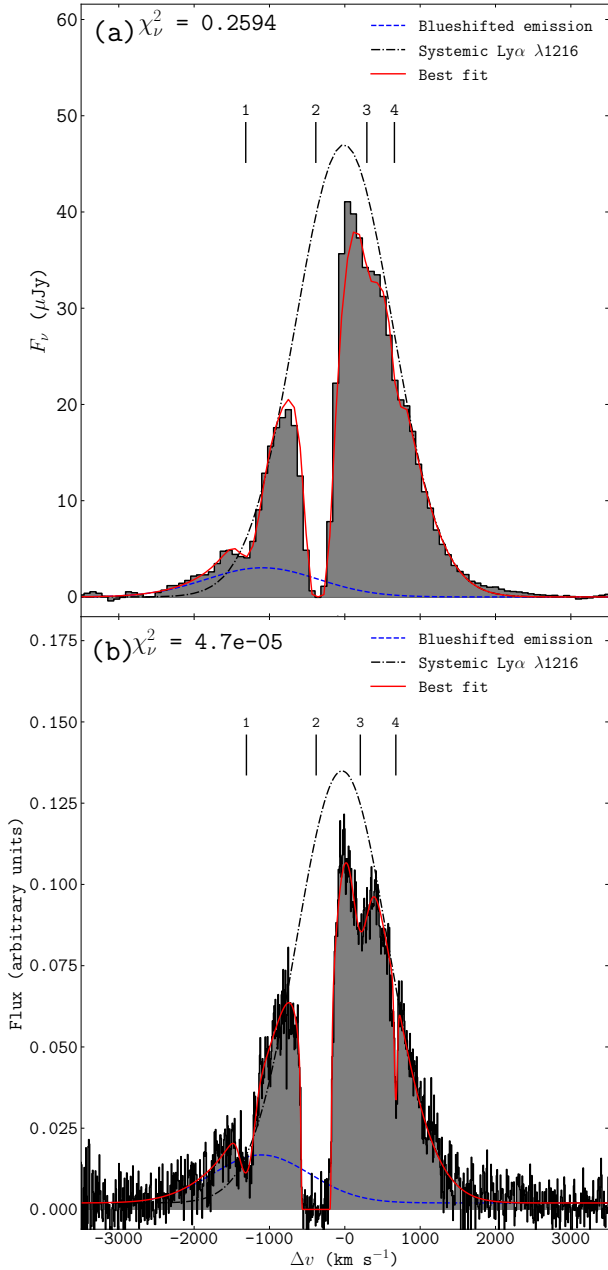 (a) χ²ν = 0.2594
Blueshifted emission
Systemic Lyα λ1216
Best fit
1 2 3 4
60
50
40
30
20
10
0
Fν (μJy)
(b) χ²ν = 4.7e-05
Blueshifted emission
Systemic Lyα λ1216
Best fit
1 2 3 4
0.175
0.150
0.125
0.100
0.075
0.050
0.025
0.000
Flux (arbitrary units)
−3000 −2000 −1000 −0 1000 2000 3000
Δv (km s⁻¹)